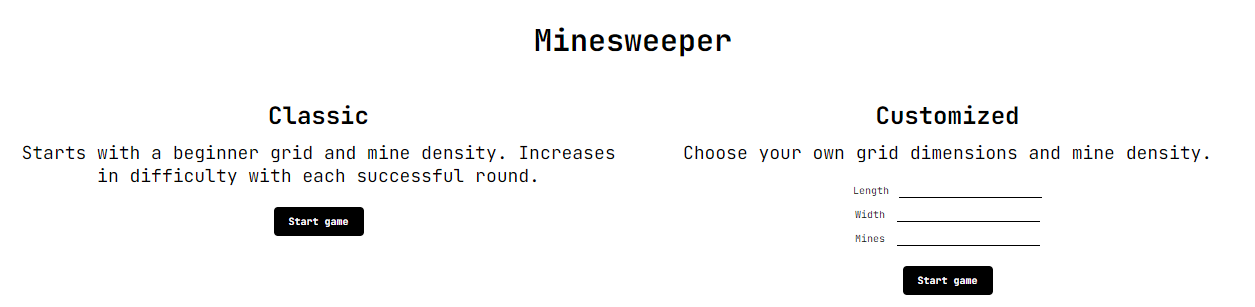 Minesweeper
Classic
Starts with a beginner grid and mine density. Increases
in difficulty with each successful round.
Start game
Customized
Choose your own grid dimensions and mine density.
Length
Width
Mines
Start game